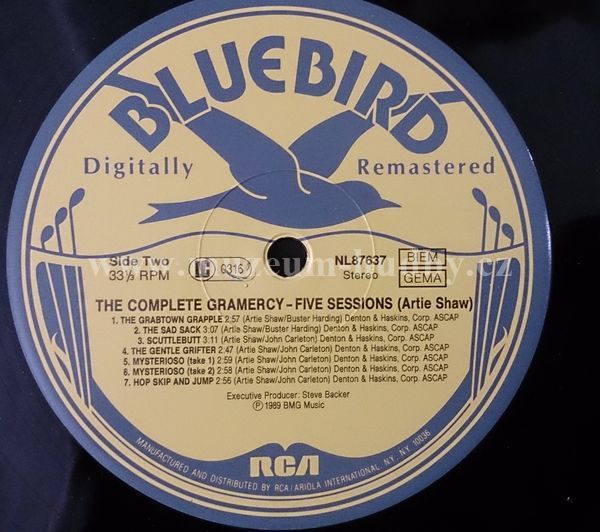 BLUEBIRD
Digitally Remastered
Side Two
33⅓ RPM
LC 0316
NL87637
Stereo
BIEM
GEMA
THE COMPLETE GRAMERCY-FIVE SESSIONS (Artie Shaw)
1. THE GRABTOWN GRAPPLE 2:57 (Artie Shaw/Buster Harding) Denton & Haskins, Corp. ASCAP
2. THE SAD SACK 3:07 (Artie Shaw/Buster Harding) Denton & Haskins, Corp. ASCAP
3. SCUTTLEBUTT 3:11 (Artie Shaw/John Carleton) Denton & Haskins, Corp. ASCAP
4. THE GENTLE GRIFTER 2:47 (Artie Shaw/John Carleton) Denton & Haskins, Corp. ASCAP
5. MYSTERIOSO (take 1) 2:59 (Artie Shaw/John Carleton) Denton & Haskins, Corp. ASCAP
6. MYSTERIOSO (take 2) 2:58 (Artie Shaw/John Carleton) Denton & Haskins, Corp. ASCAP
7. HOP SKIP AND JUMP 2:56 (Artie Shaw/John Carleton) Denton & Haskins, Corp. ASCAP
Executive Producer: Steve Backer
℗ 1989 BMG Music
RCA
MANUFACTURED AND DISTRIBUTED BY RCA/ARIOLA INTERNATIONAL, N.Y., NY 10036